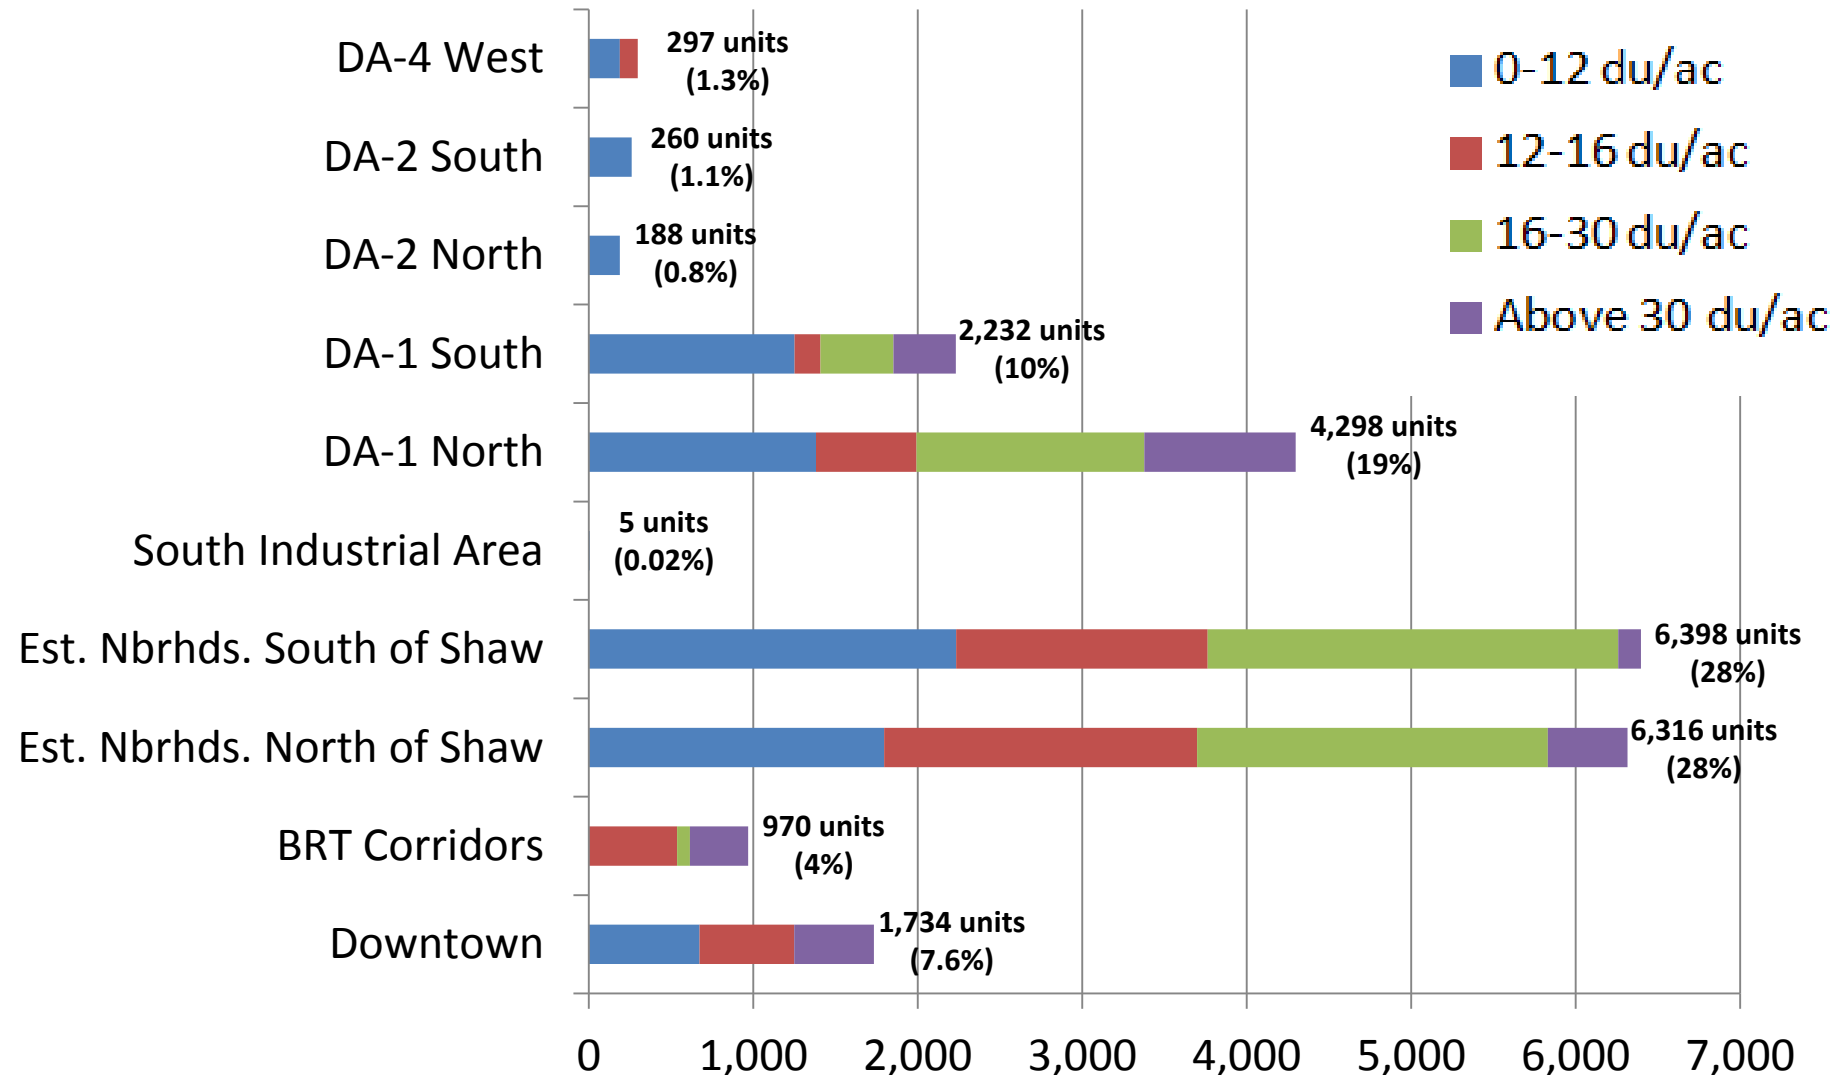 DA-4 West
297 units
(1.3%)
0-12 du/ac
DA-2 South
260 units
(1.1%)
12-16 du/ac
DA-2 North
188 units
(0.8%)
16-30 du/ac
DA-1 South
2,232 units
(10%)
Above 30 du/ac
DA-1 North
4,298 units
(19%)
South Industrial Area
5 units
(0.02%)
Est. Nbrhds. South of Shaw
6,398 units
(28%)
Est. Nbrhds. North of Shaw
6,316 units
(28%)
BRT Corridors
970 units
(4%)
Downtown
1,734 units
(7.6%)
0 1,000 2,000 3,000 4,000 5,000 6,000 7,000